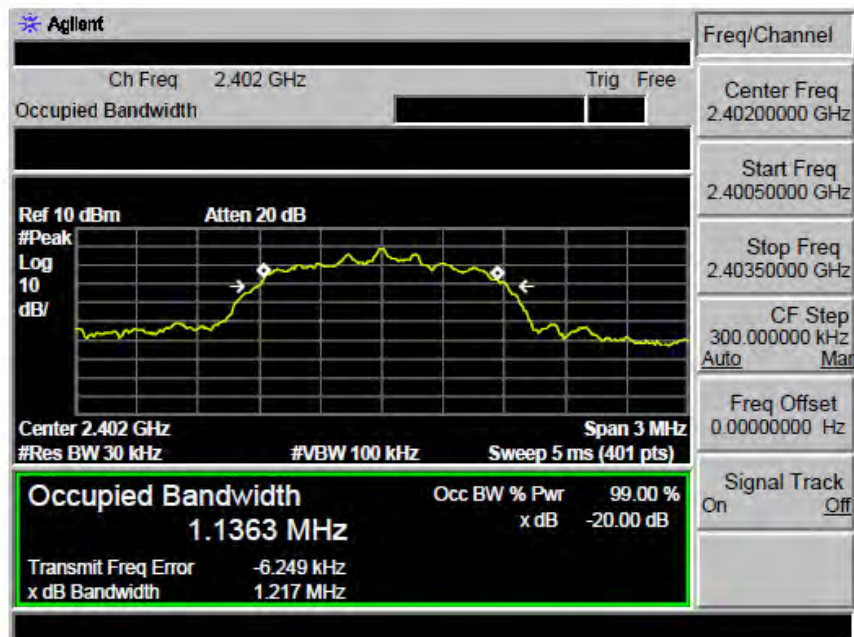 Agilent
Freq/Channel
Ch Freq 2.402 GHz Trig Free
Occupied Bandwidth
Center Freq
2.40200000 GHz
Start Freq
2.40050000 GHz
Stop Freq
2.40350000 GHz
CF Step
300.000000 kHz
Auto Man
Freq Offset
0.00000000 Hz
Signal Track
On Off
Ref 10 dBm Atten 20 dB
#Peak
Log
10
dB/
Center 2.402 GHz Span 3 MHz
#Res BW 30 kHz #VBW 100 kHz Sweep 5 ms (401 pts)
Occupied Bandwidth
1.1363 MHz
Occ BW % Pwr 99.00 %
x dB -20.00 dB
Transmit Freq Error -6.249 kHz
x dB Bandwidth 1.217 MHz